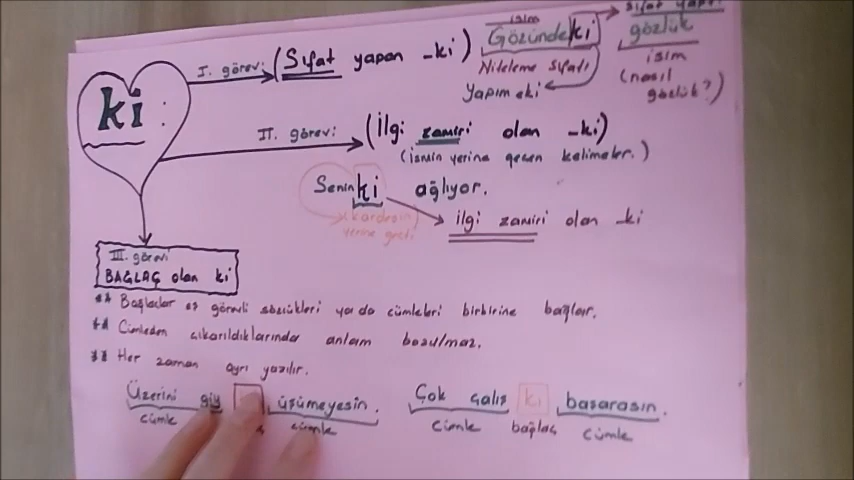 ki :
I. görev: (Sıfat yapan -ki)
isim
Gözündeki
Niteleme sıfatı
Yapım eki
sıfat yaptı
gözlük
isim
(nasıl gözlük?)
II. görev: (İlgi zamiri olan -ki)
(ismin yerine geçen kelimeler.)
Seninki ağlıyor.
kardeşin
yerine geçti
ilgi zamiri olan -ki
III. görevi
BAĞLAÇ olan ki
** Bağlaçlar eş görevli sözcükleri ya da cümleleri birbirine bağlar.
** Cümleden çıkarıldıklarında anlam bozulmaz.
** Her zaman ayrı yazılır.
Üzerini giy üşümeyesin.
cümle cümle
Çok çalış ki başarasın.
cümle bağlaç cümle